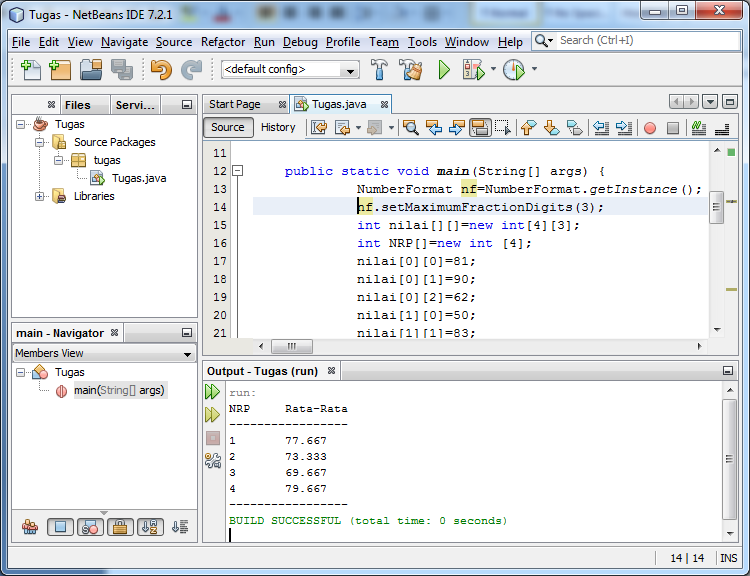 Tugas - NetBeans IDE 7.2.1
File Edit View Navigate Source Refactor Run Debug Profile Team Tools Window Help Search (Ctrl+I)
<default config>
Files Servi...
Tugas
Source Packages
tugas
Tugas.java
Libraries
Start Page Tugas.java
Source History
11
12 public static void main(String[] args) {
13 NumberFormat nf=NumberFormat.getInstance();
14 nf.setMaximumFractionDigits(3);
15 int nilai[][]=new int[4][3];
16 int NRP[]=new int [4];
17 nilai[0][0]=81;
18 nilai[0][1]=90;
19 nilai[0][2]=62;
20 nilai[1][0]=50;
21 nilai[1][1]=83;
main - Navigator
Members View
Tugas
main(String[] args)
Output - Tugas (run)
run:
NRP Rata-Rata
-----------------
1 77.667
2 73.333
3 69.667
4 79.667
-----------------
BUILD SUCCESSFUL (total time: 0 seconds)
14 | 14 INS